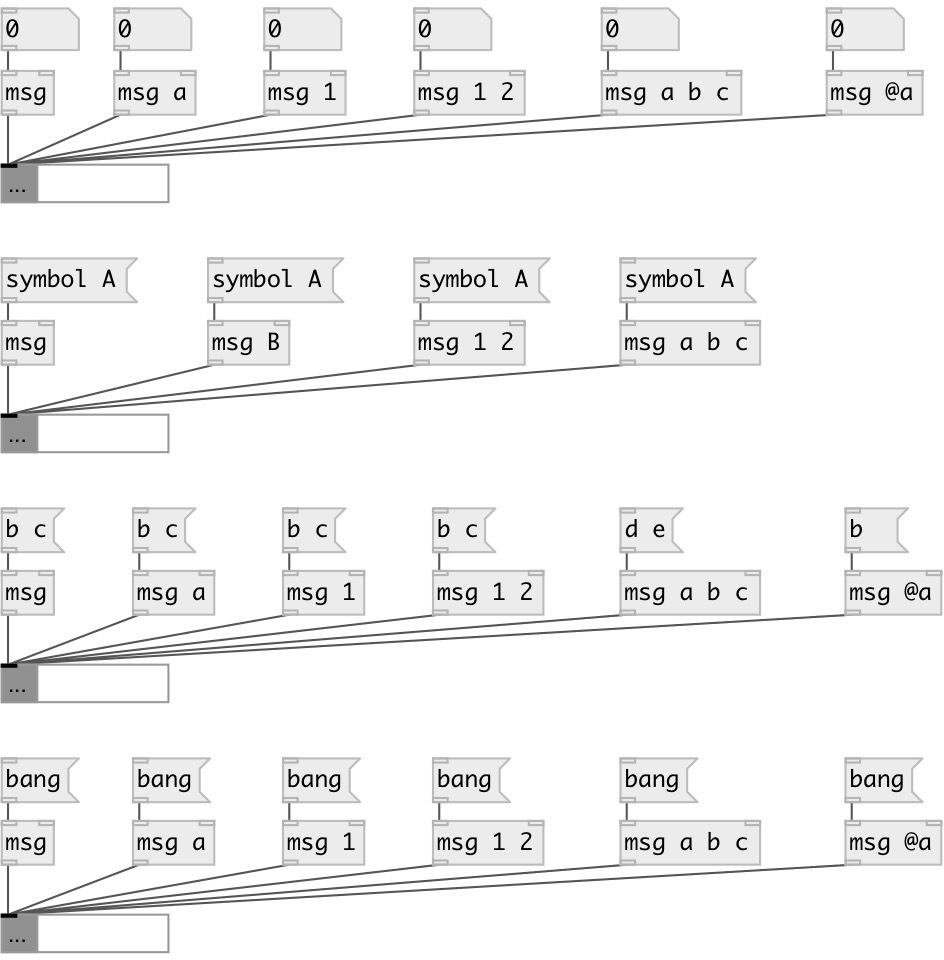 0 0 0 0 0 0
msg msg a msg 1 msg 1 2 msg a b c msg @a
...
symbol A symbol A symbol A symbol A
msg msg B msg 1 2 msg a b c
...
b c b c b c b c d e b
msg msg a msg 1 msg 1 2 msg a b c msg @a
...
bang bang bang bang bang bang
msg msg a msg 1 msg 1 2 msg a b c msg @a
...